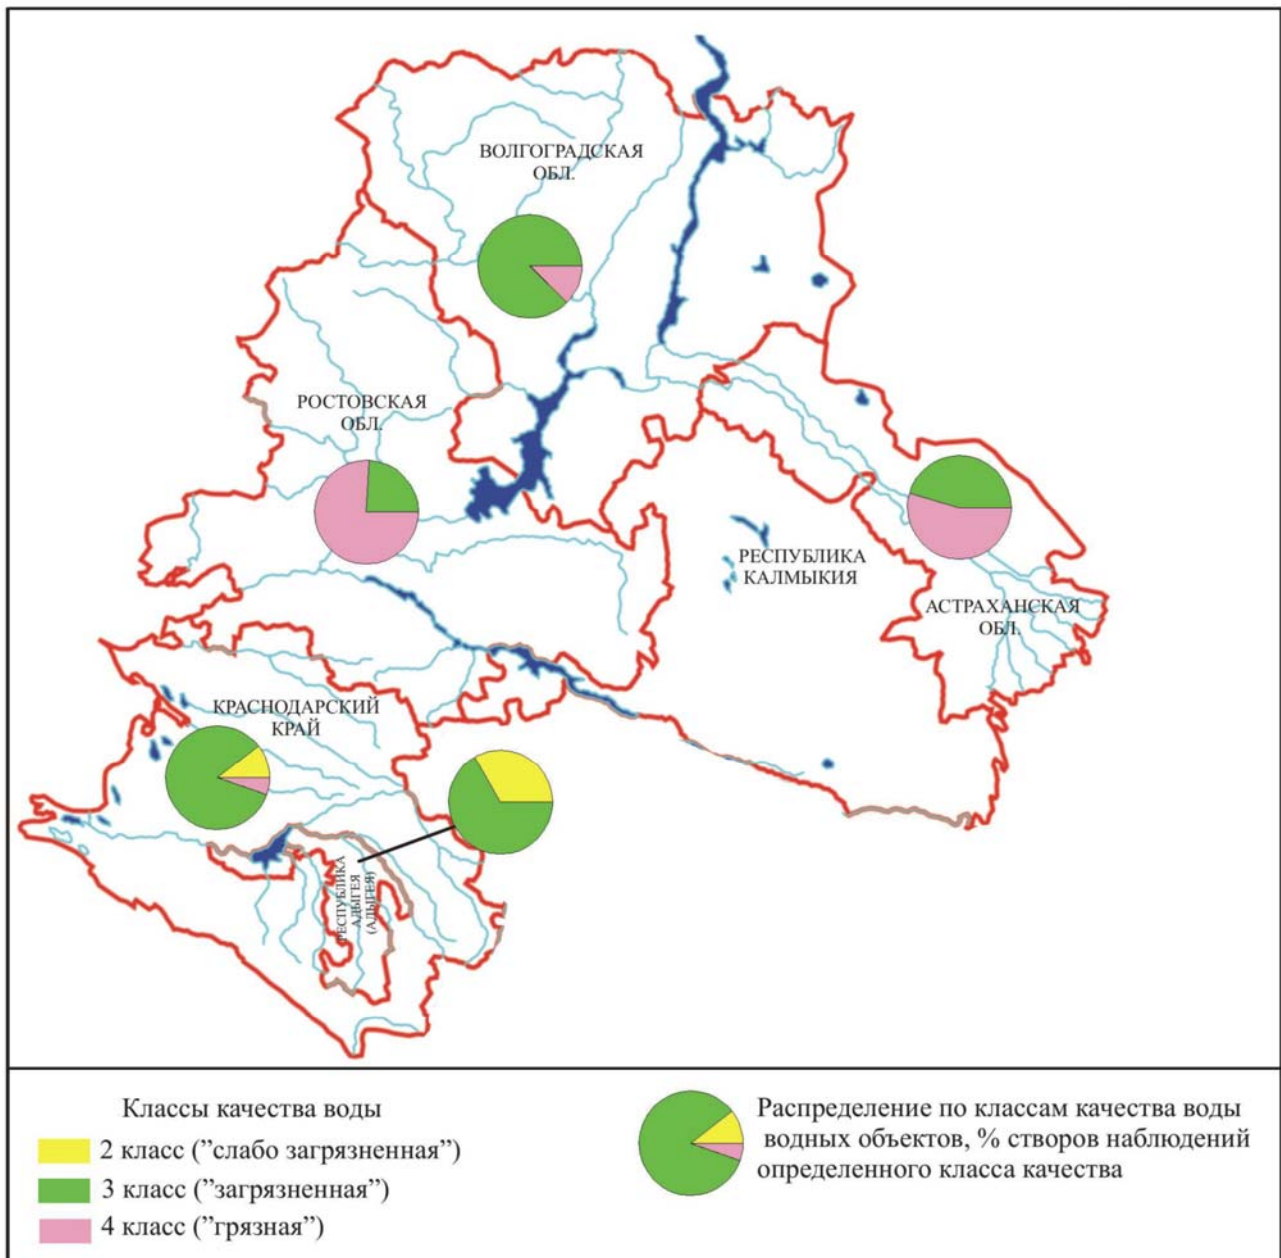 ВОЛГОГРАДСКАЯ
ОБЛ.
РОСТОВСКАЯ
ОБЛ.
РЕСПУБЛИКА
КАЛМЫКИЯ
АСТРАХАНСКАЯ
ОБЛ.
КРАСНОДАРСКИЙ
КРАЙ
РЕСПУБЛИКА
АДЫГЕЯ
(АДЫГЕЯ)
Классы качества воды
2 класс (”слабо загрязненная”)
3 класс (”загрязненная”)
4 класс (”грязная”)
Распределение по классам качества воды
водных объектов, % створов наблюдений
определенного класса качества